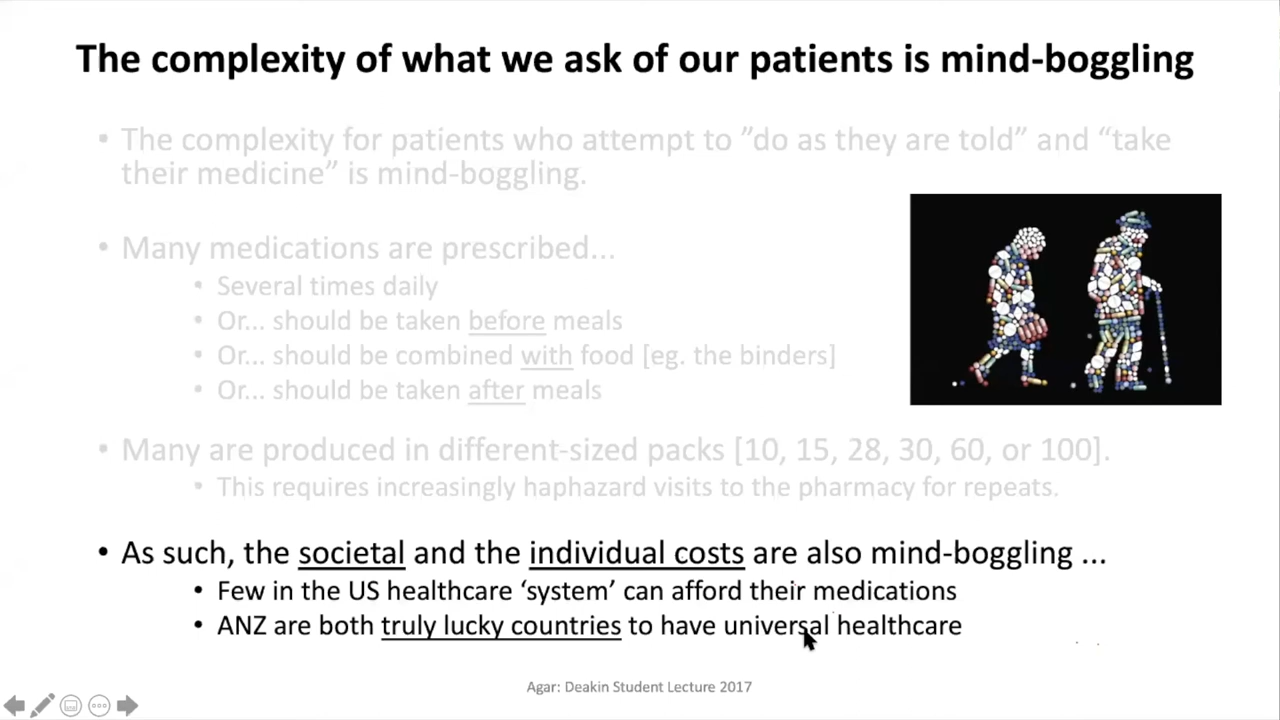 The complexity of what we ask of our patients is mind-boggling
• The complexity for patients who attempt to ”do as they are told” and “take
their medicine” is mind-boggling.
• Many medications are prescribed...
• Several times daily
• Or... should be taken before meals
• Or... should be combined with food [eg. the binders]
• Or... should be taken after meals
• Many are produced in different-sized packs [10, 15, 28, 30, 60, or 100].
• This requires increasingly haphazard visits to the pharmacy for repeats.
• As such, the societal and the individual costs are also mind-boggling ...
• Few in the US healthcare ‘system’ can afford their medications
• ANZ are both truly lucky countries to have universal healthcare
Agar: Deakin Student Lecture 2017